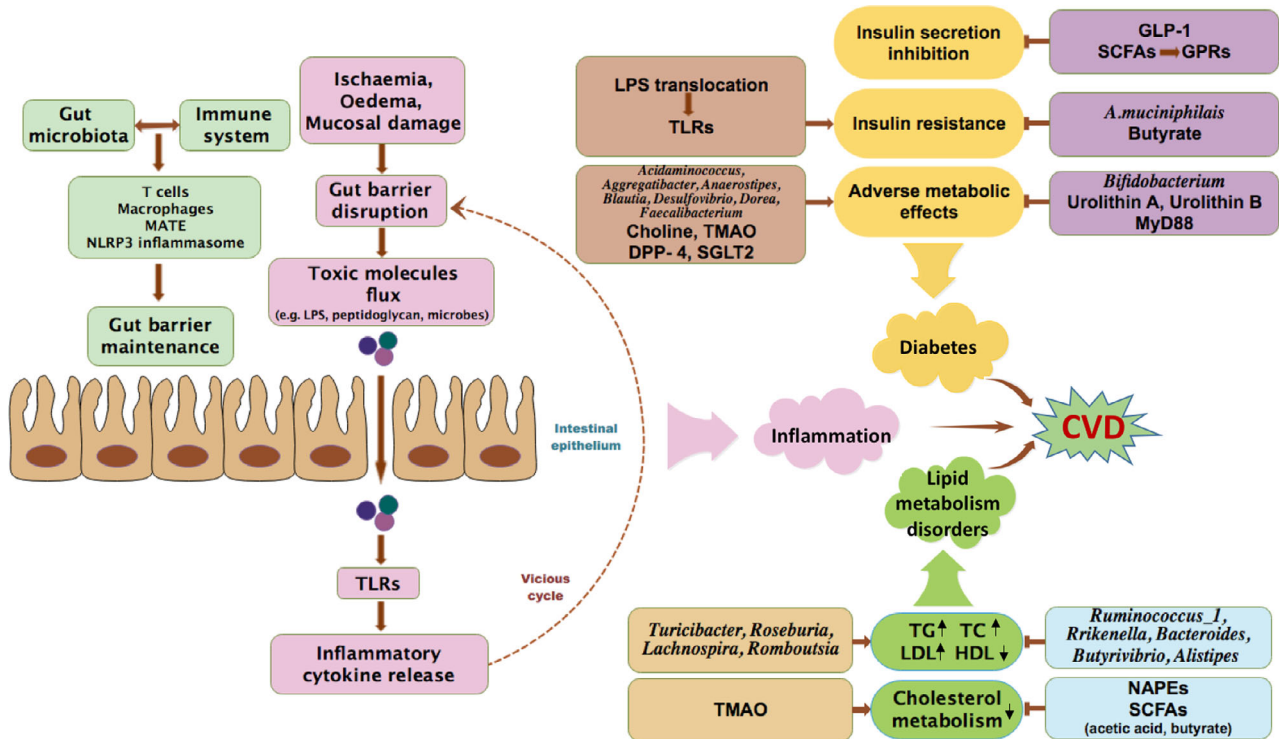 Gut
microbiota
Immune
system
T cells
Macrophages
MATE
NLRP3 inflammasome
Gut barrier
maintenance
Ischaemia,
Oedema,
Mucosal damage
Gut barrier
disruption
Toxic molecules
flux
(e.g. LPS, peptidoglycan, microbes)
Intestinal
epithelium
TLRs
Vicious
cycle
Inflammatory
cytokine release
LPS translocation
TLRs
Acidaminococcus,
Aggregatibacter, Anaerostipes,
Blautia, Desulfovibrio, Dorea,
Faecalibacterium
Choline, TMAO
DPP- 4, SGLT2
Insulin secretion
inhibition
Insulin resistance
Adverse metabolic
effects
GLP-1
SCFAs GPRs
A.muciniphilais
Butyrate
Bifidobacterium
Urolithin A, Urolithin B
MyD88
Diabetes
Inflammation
CVD
Lipid
metabolism
disorders
Turicibacter, Roseburia,
Lachnospira, Romboutsia
TG TC
LDL HDL
Ruminococcus_1,
Rrikenella, Bacteroides,
Butyrivibrio, Alistipes
TMAO
Cholesterol
metabolism
NAPEs
SCFAs
(acetic acid, butyrate)